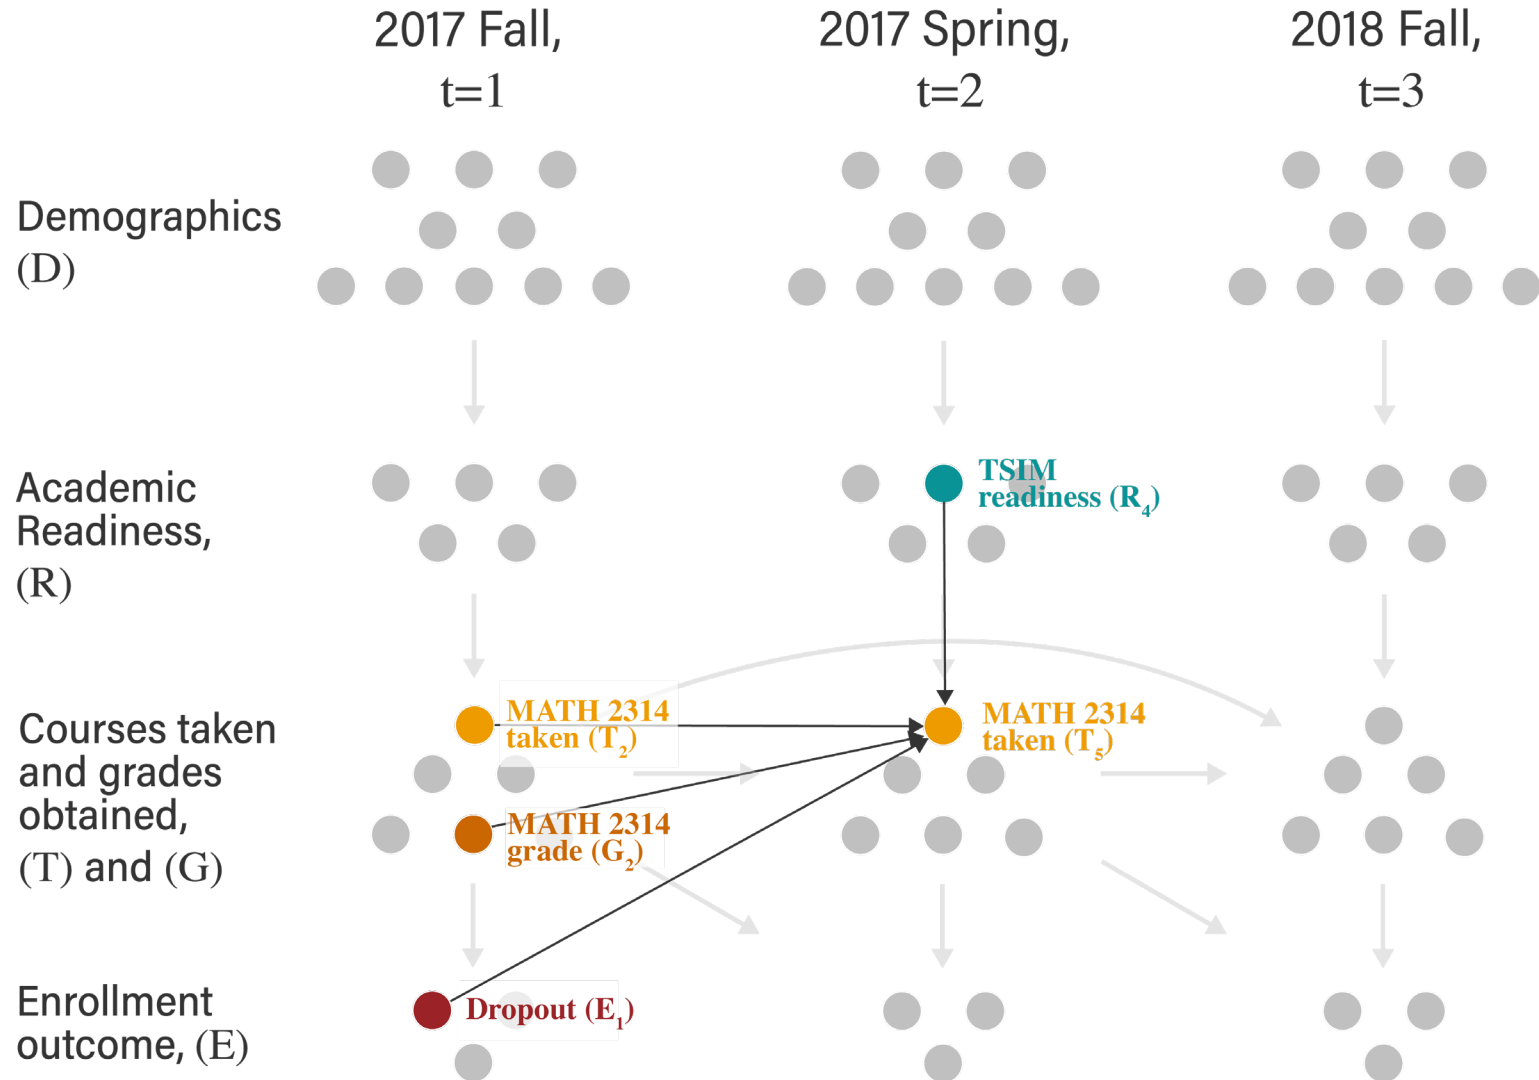 2017 Fall,
t=1
2017 Spring,
t=2
2018 Fall,
t=3
Demographics
(D)
Academic
Readiness,
(R)
TSIM
readiness (R4)
Courses taken
and grades
obtained,
(T) and (G)
MATH 2314
taken (T2)
MATH 2314
taken (T5)
MATH 2314
grade (G2)
Enrollment
outcome, (E)
Dropout (E1)